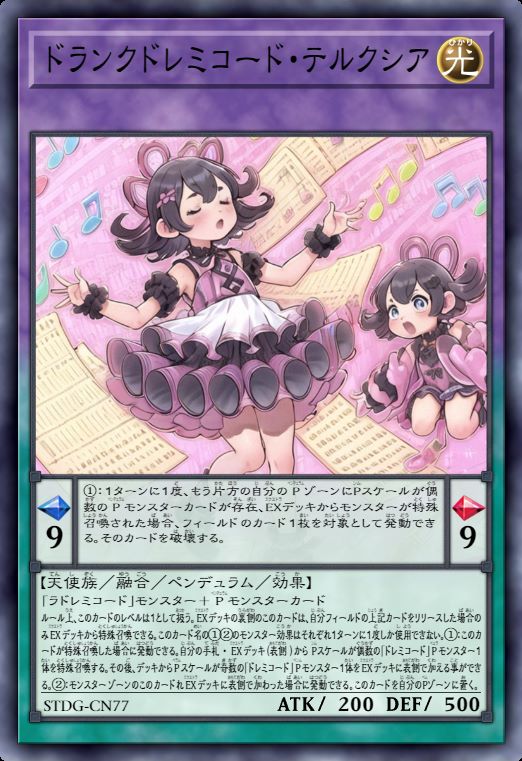 ドランクドレミコード・テルクシア
光
①：1ターンに1度、もう片方の自分のPゾーンにPスケールが偶
数のPモンスターカードが存在、EXデッキからモンスターが特殊
召喚された場合、フィールドのカード1枚を対象として発動でき
る。そのカードを破壊する。
9
9
【天使族／融合／ペンデュラム／効果】
「ラドレミコード」モンスター＋Pモンスターカード
ルール上、このカードのレベルは1として扱う。EXデッキの裏側のこのカードは、自分フィールドの上記カードをリリースした場合の
みEXデッキから特殊召喚できる。このカード名の①②のモンスター効果はそれぞれ1ターンに1度しか使用できない。①：この
カードが特殊召喚した場合に発動できる。自分の手札・EXデッキ（表側）からPスケールが偶数の「ドレミコード」Pモンスター1
体を特殊召喚する。その後、デッキからPスケールが奇数の「ドレミコード」Pモンスター1体をEXデッキに表側で加える事ができ
る。②：モンスターゾーンのこのカードがEXデッキに表側で加わった場合に発動できる。このカードを自分のPゾーンに置く。
STDG-CN77
ATK/ 200 DEF/ 500